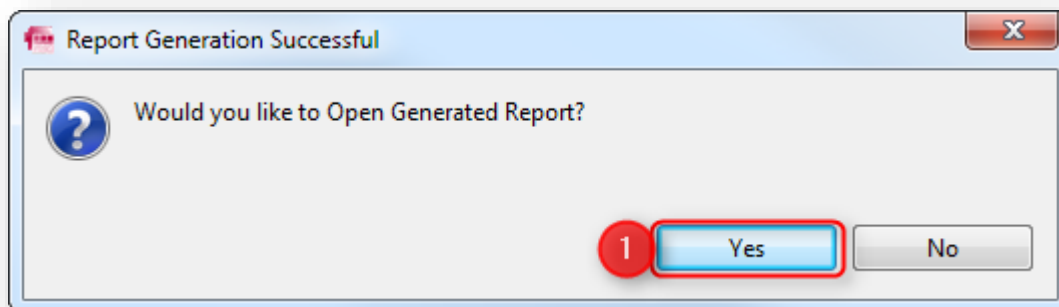 Report Generation Successful
Would you like to Open Generated Report?
1 Yes No